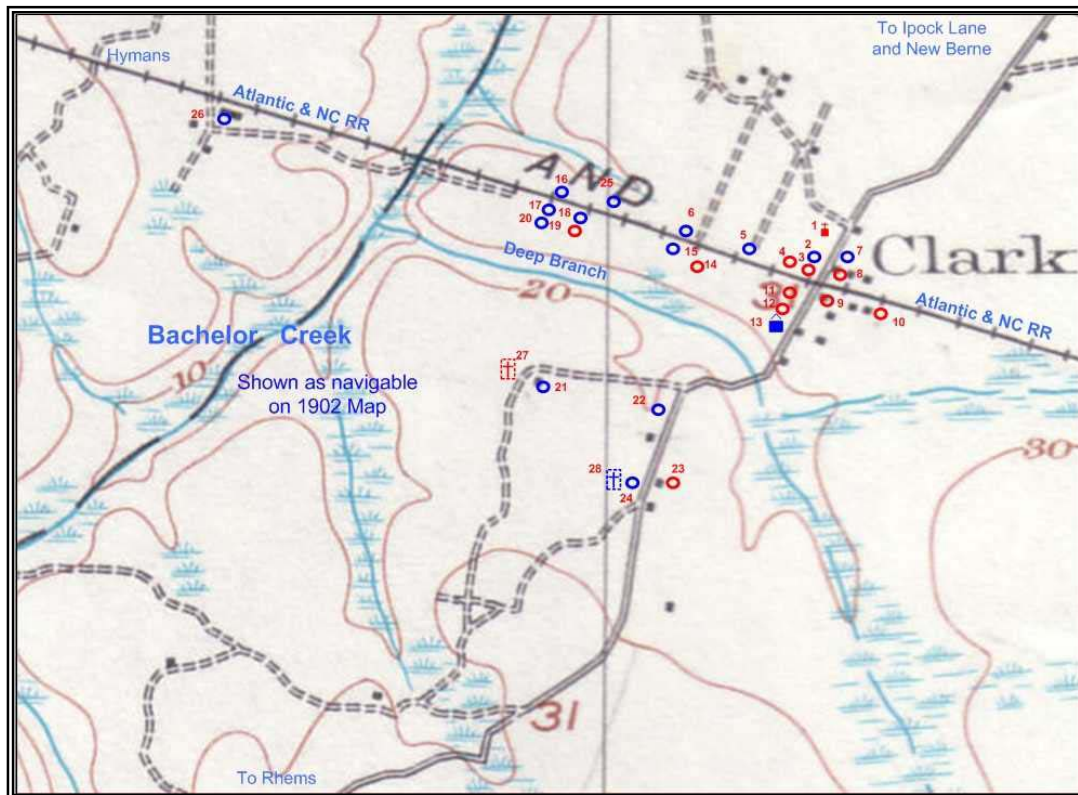 To Ipock Lane
and New Berne
Hymans
Atlantic & NC RR
26
AND
16
25
17
18
20
19
6
5
15
14
1
4
2
7
3
8
Clark
Deep Branch
20
11
9
12
10
13
Atlantic & NC RR
Bachelor Creek
10
Shown as navigable
on 1902 Map
27
21
22
30
28
23
24
31
To Rhems